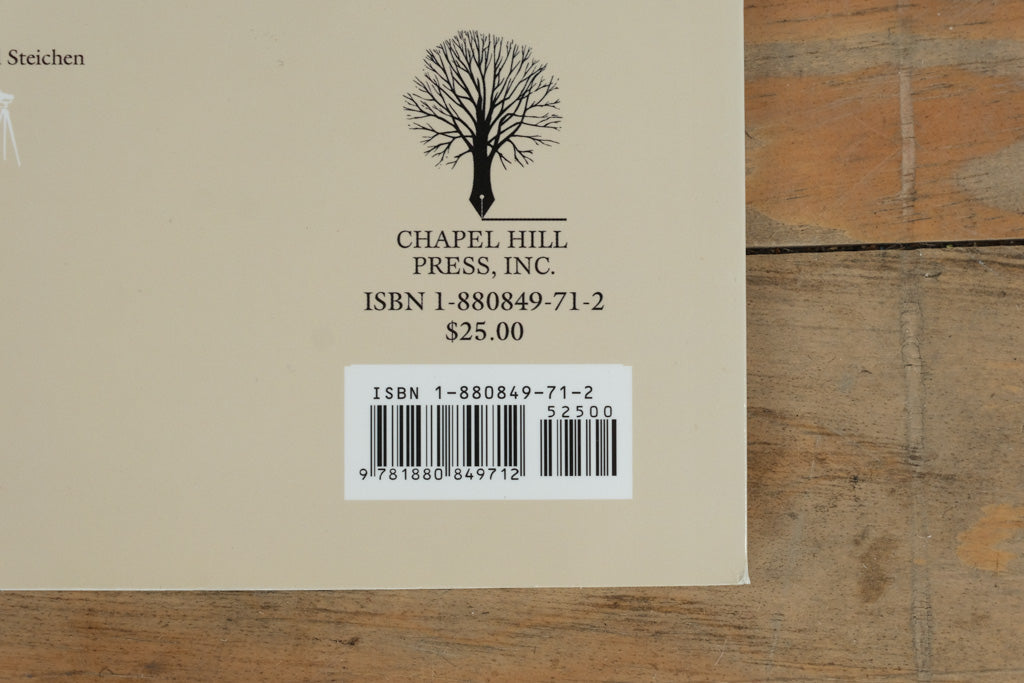 Steichen
CHAPEL HILL
PRESS, INC.
ISBN 1-880849-71-2
$25.00
ISBN 1-880849-71-2
52500
9 781880 849712